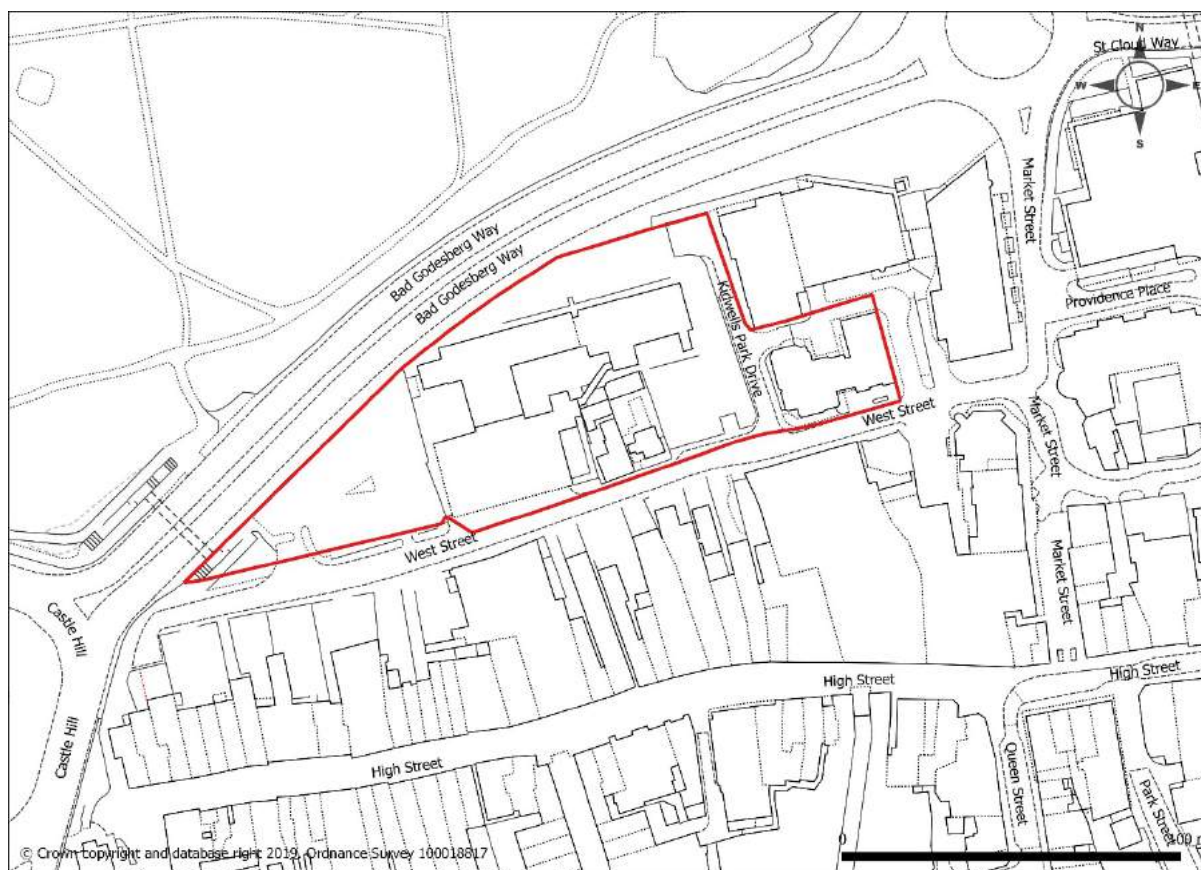 N
St Cloud Way
W
E
S
Bad Godesberg Way
Bad Godesberg Way
Market Street
Kidwells Park Drive
Providence Place
Market Street
West Street
West Street
Market Street
Castle Hill
High Street
High Street
Castle Hill
High Street
Queen Street
Park Street
0
© Crown copyright and database right 2019, Ordnance Survey 100018817